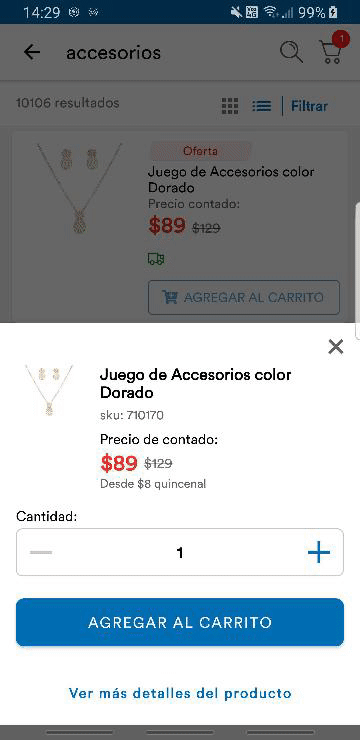 14:29
99%
accesorios
1
10106 resultados
Filtrar
Oferta
Juego de Accesorios color
Dorado
Precio contado:
$89 $129
AGREGAR AL CARRITO
Juego de Accesorios color
Dorado
sku: 710170
Precio de contado:
$89 $129
Desde $8 quincenal
Cantidad:
1
AGREGAR AL CARRITO
Ver más detalles del producto